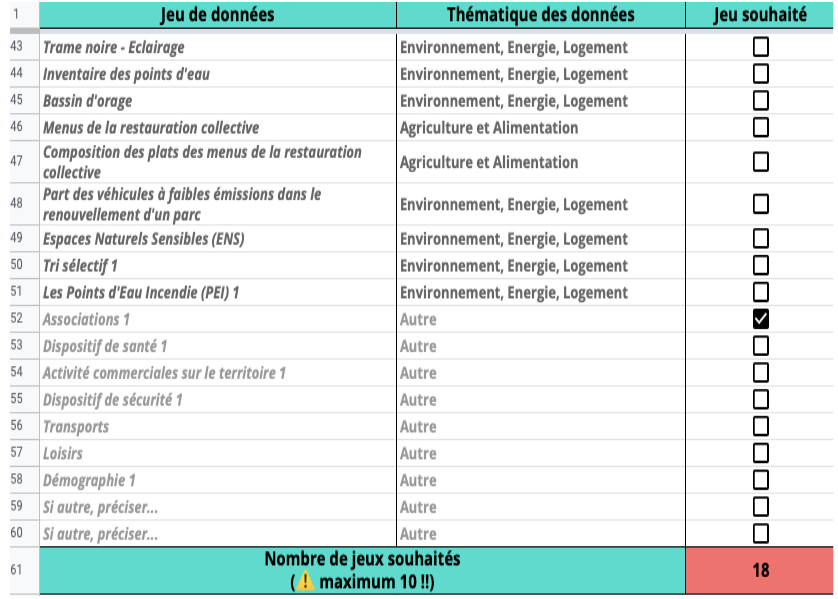 1 Jeu de données Thématique des données Jeu souhaité
43 Trame noire - Eclairage Environnement, Energie, Logement
44 Inventaire des points d'eau Environnement, Energie, Logement
45 Bassin d'orage Environnement, Energie, Logement
46 Menus de la restauration collective Agriculture et Alimentation
47 Composition des plats des menus de la restauration
collective Agriculture et Alimentation
48 Part des véhicules à faibles émissions dans le
renouvellement d'un parc Environnement, Energie, Logement
49 Espaces Naturels Sensibles (ENS) Environnement, Energie, Logement
50 Tri sélectif 1 Environnement, Energie, Logement
51 Les Points d'Eau Incendie (PEI) 1 Environnement, Energie, Logement
52 Associations 1 Autre
53 Dispositif de santé 1 Autre
54 Activité commerciales sur le territoire 1 Autre
55 Dispositif de sécurité 1 Autre
56 Transports Autre
57 Loisirs Autre
58 Démographie 1 Autre
59 Si autre, préciser... Autre
60 Si autre, préciser... Autre
61 Nombre de jeux souhaités
(⚠️ maximum 10 !!) 18